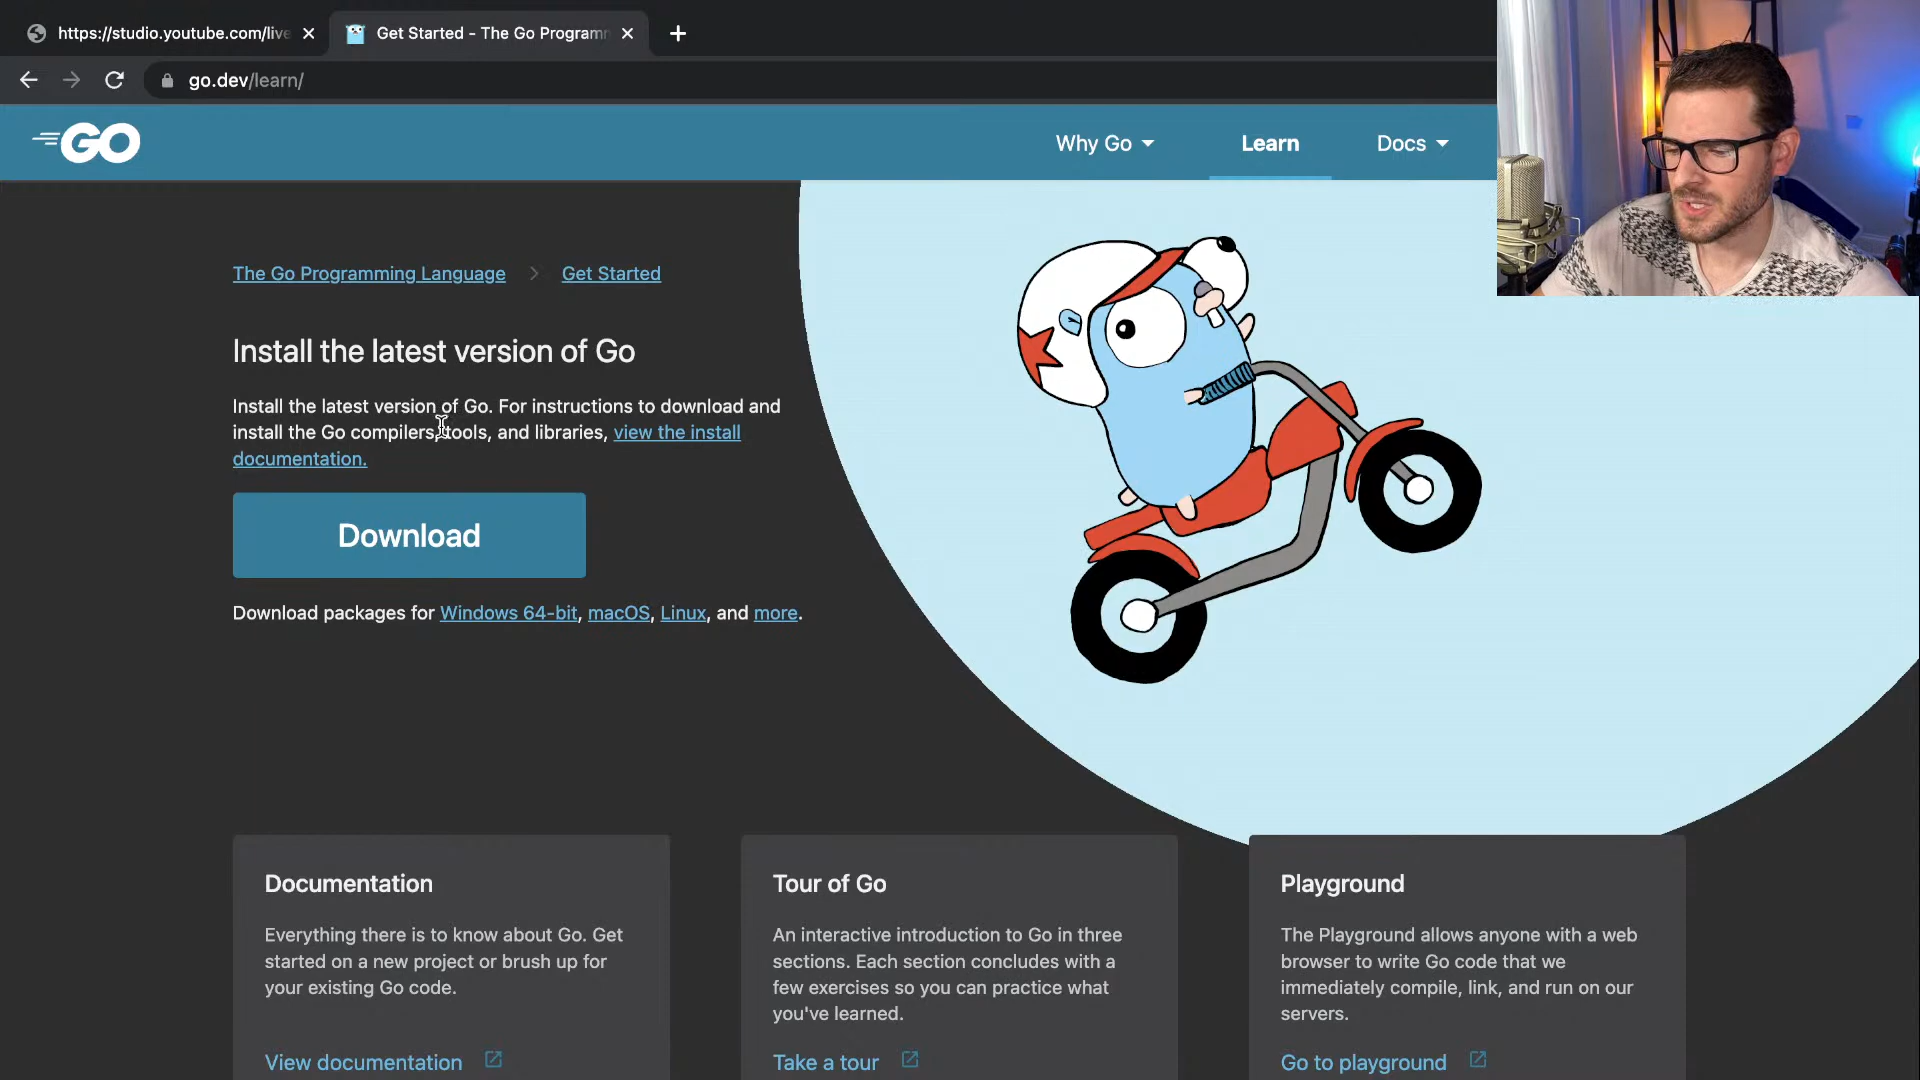 https://studio.youtube.com/live
Get Started - The Go Programm
go.dev/learn/
GO
Why Go
Learn
Docs
The Go Programming Language > Get Started
Install the latest version of Go
Install the latest version of Go. For instructions to download and
install the Go compilers, tools, and libraries, view the install
documentation.
Download
Download packages for Windows 64-bit, macOS, Linux, and more.
Documentation
Everything there is to know about Go. Get
started on a new project or brush up for
your existing Go code.
View documentation
Tour of Go
An interactive introduction to Go in three
sections. Each section concludes with a
few exercises so you can practice what
you've learned.
Take a tour
Playground
The Playground allows anyone with a web
browser to write Go code that we
immediately compile, link, and run on our
servers.
Go to playground